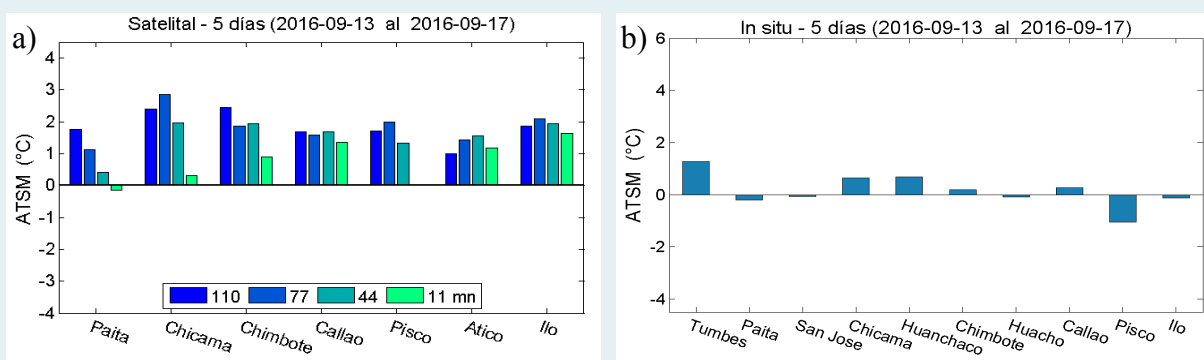 a)
Satelital - 5 días (2016-09-13 al 2016-09-17)
ATSM (°C)
4
3
2
1
0
-1
-2
-3
-4
110 77 44 11 mn
Paita Chicama Chimbote Callao Pisco Atico Ilo
b)
In situ - 5 días (2016-09-13 al 2016-09-17)
ATSM (°C)
6
4
2
0
-2
-4
Tumbes Paita San Jose Chicama Huanchaco Chimbote Huacho Callao Pisco Ilo